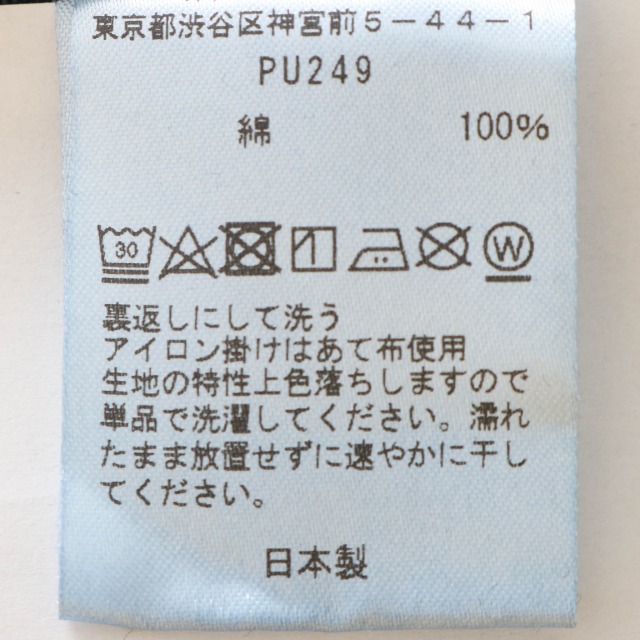 東京都渋谷区神宮前5-44-1
PU249
綿 100%
30 W
裏返しにして洗う
アイロン掛けはあて布使用
生地の特性上色落ちしますので
単品で洗濯してください。濡れ
たまま放置せずに速やかに干し
てください。
日本製